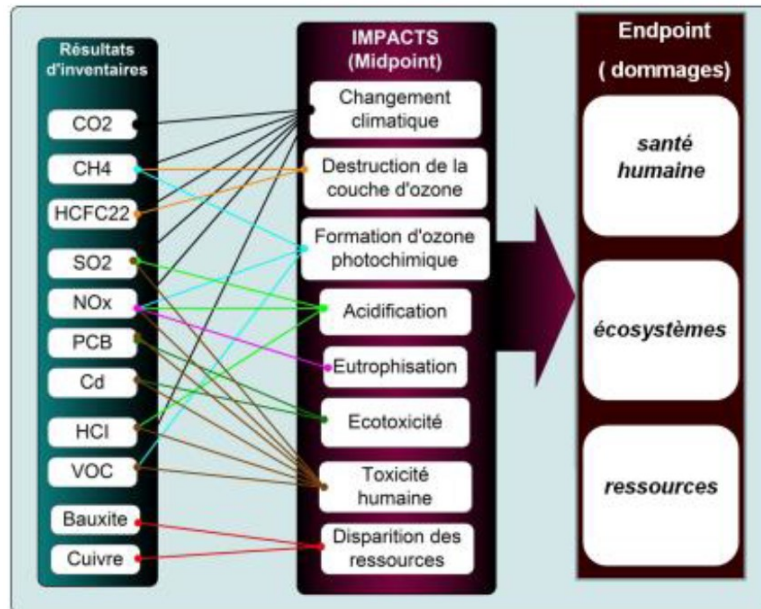 Résultats
d'inventaires
CO2
CH4
HCFC22
SO2
NOx
PCB
Cd
HCl
VOC
Bauxite
Cuivre
IMPACTS
(Midpoint)
Changement
climatique
Destruction de la
couche d'ozone
Formation d'ozone
photochimique
Acidification
Eutrophisation
Ecotoxicité
Toxicité
humaine
Disparition des
ressources
Endpoint
( dommages)
santé
humaine
écosystèmes
ressources